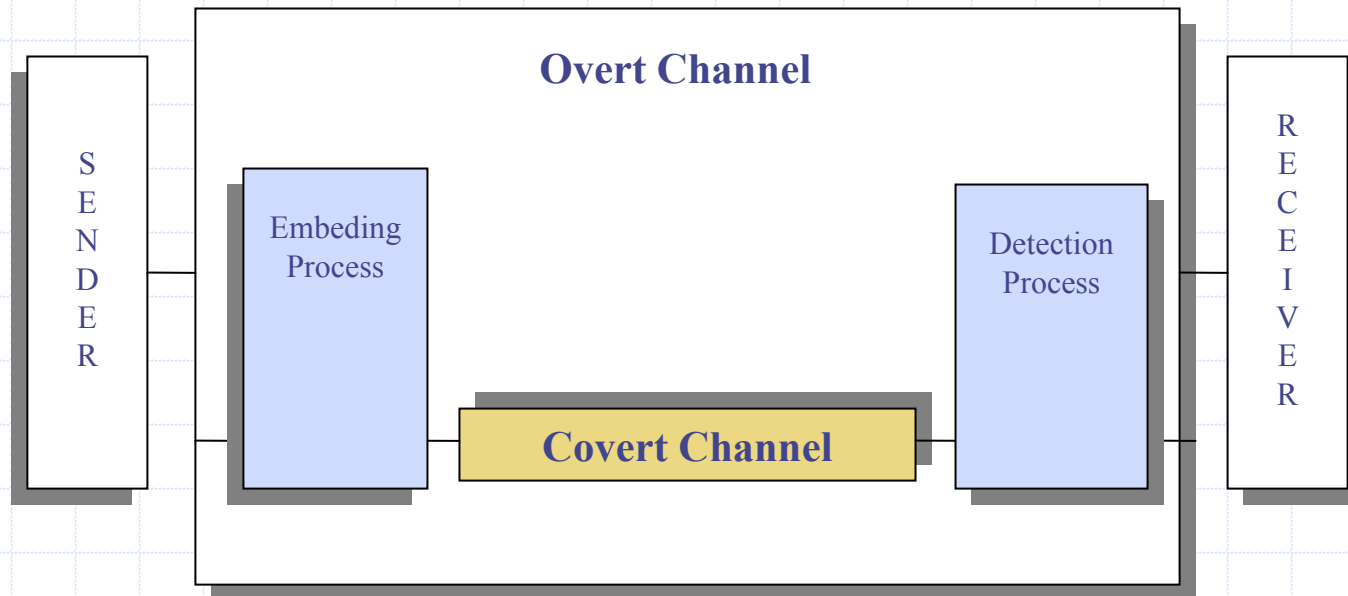 Overt Channel
S
E
N
D
E
R
Embeding
Process
Covert Channel
Detection
Process
R
E
C
E
I
V
E
R